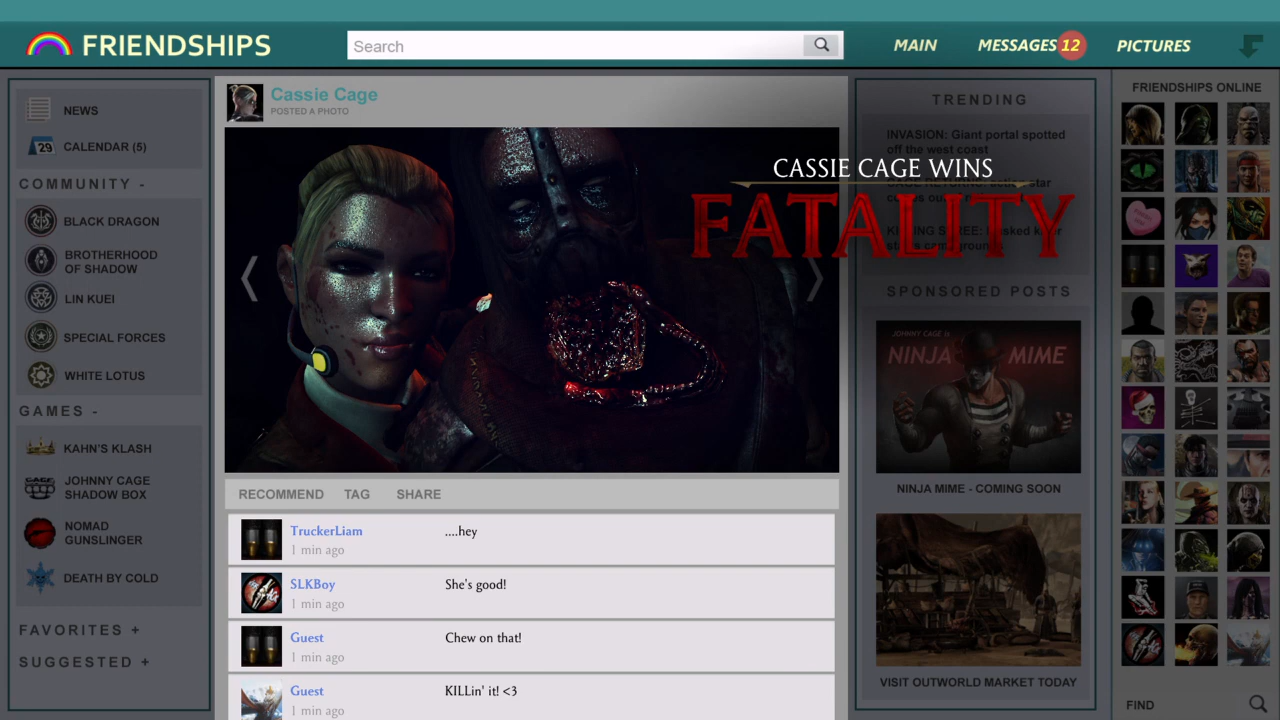 FRIENDSHIPS
Search
MAIN
MESSAGES 12
PICTURES
NEWS
29
CALENDAR (5)
COMMUNITY -
BLACK DRAGON
BROTHERHOOD
OF SHADOW
LIN KUEI
SPECIAL FORCES
WHITE LOTUS
GAMES -
KAHN'S KLASH
CAGE
JOHNNY CAGE
SHADOW BOX
NOMAD
GUNSLINGER
DEATH BY COLD
FAVORITES +
SUGGESTED +
Cassie Cage
POSTED A PHOTO
CASSIE CAGE WINS
FATALITY
RECOMMEND
TAG
SHARE
TruckerLiam
1 min ago
....hey
SLKBoy
1 min ago
She's good!
Guest
1 min ago
Chew on that!
Guest
1 min ago
KILLin' it! <3
TRENDING
INVASION: Giant portal spotted
off the west coast
CAGE RETURNS: action star
SPONSORED POSTS
JOHNNY CAGE Is
NINJA MIME
NINJA MIME - COMING SOON
VISIT OUTWORLD MARKET TODAY
FRIENDSHIPS ONLINE
FIND